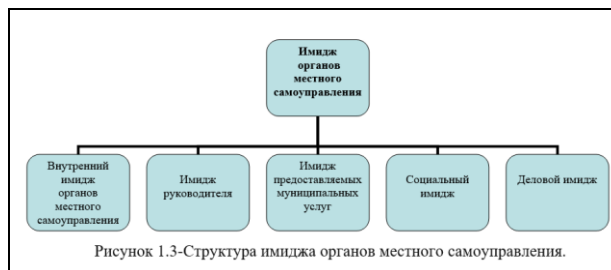 Имидж
органов
местного
самоуправления
Внутренний
имидж
органов
местного
самоуправления
Имидж
руководителя
Имидж
предоставляемых
муниципальных
услуг
Социальный
имидж
Деловой имидж
Рисунок 1.3-Структура имиджа органов местного самоуправления.